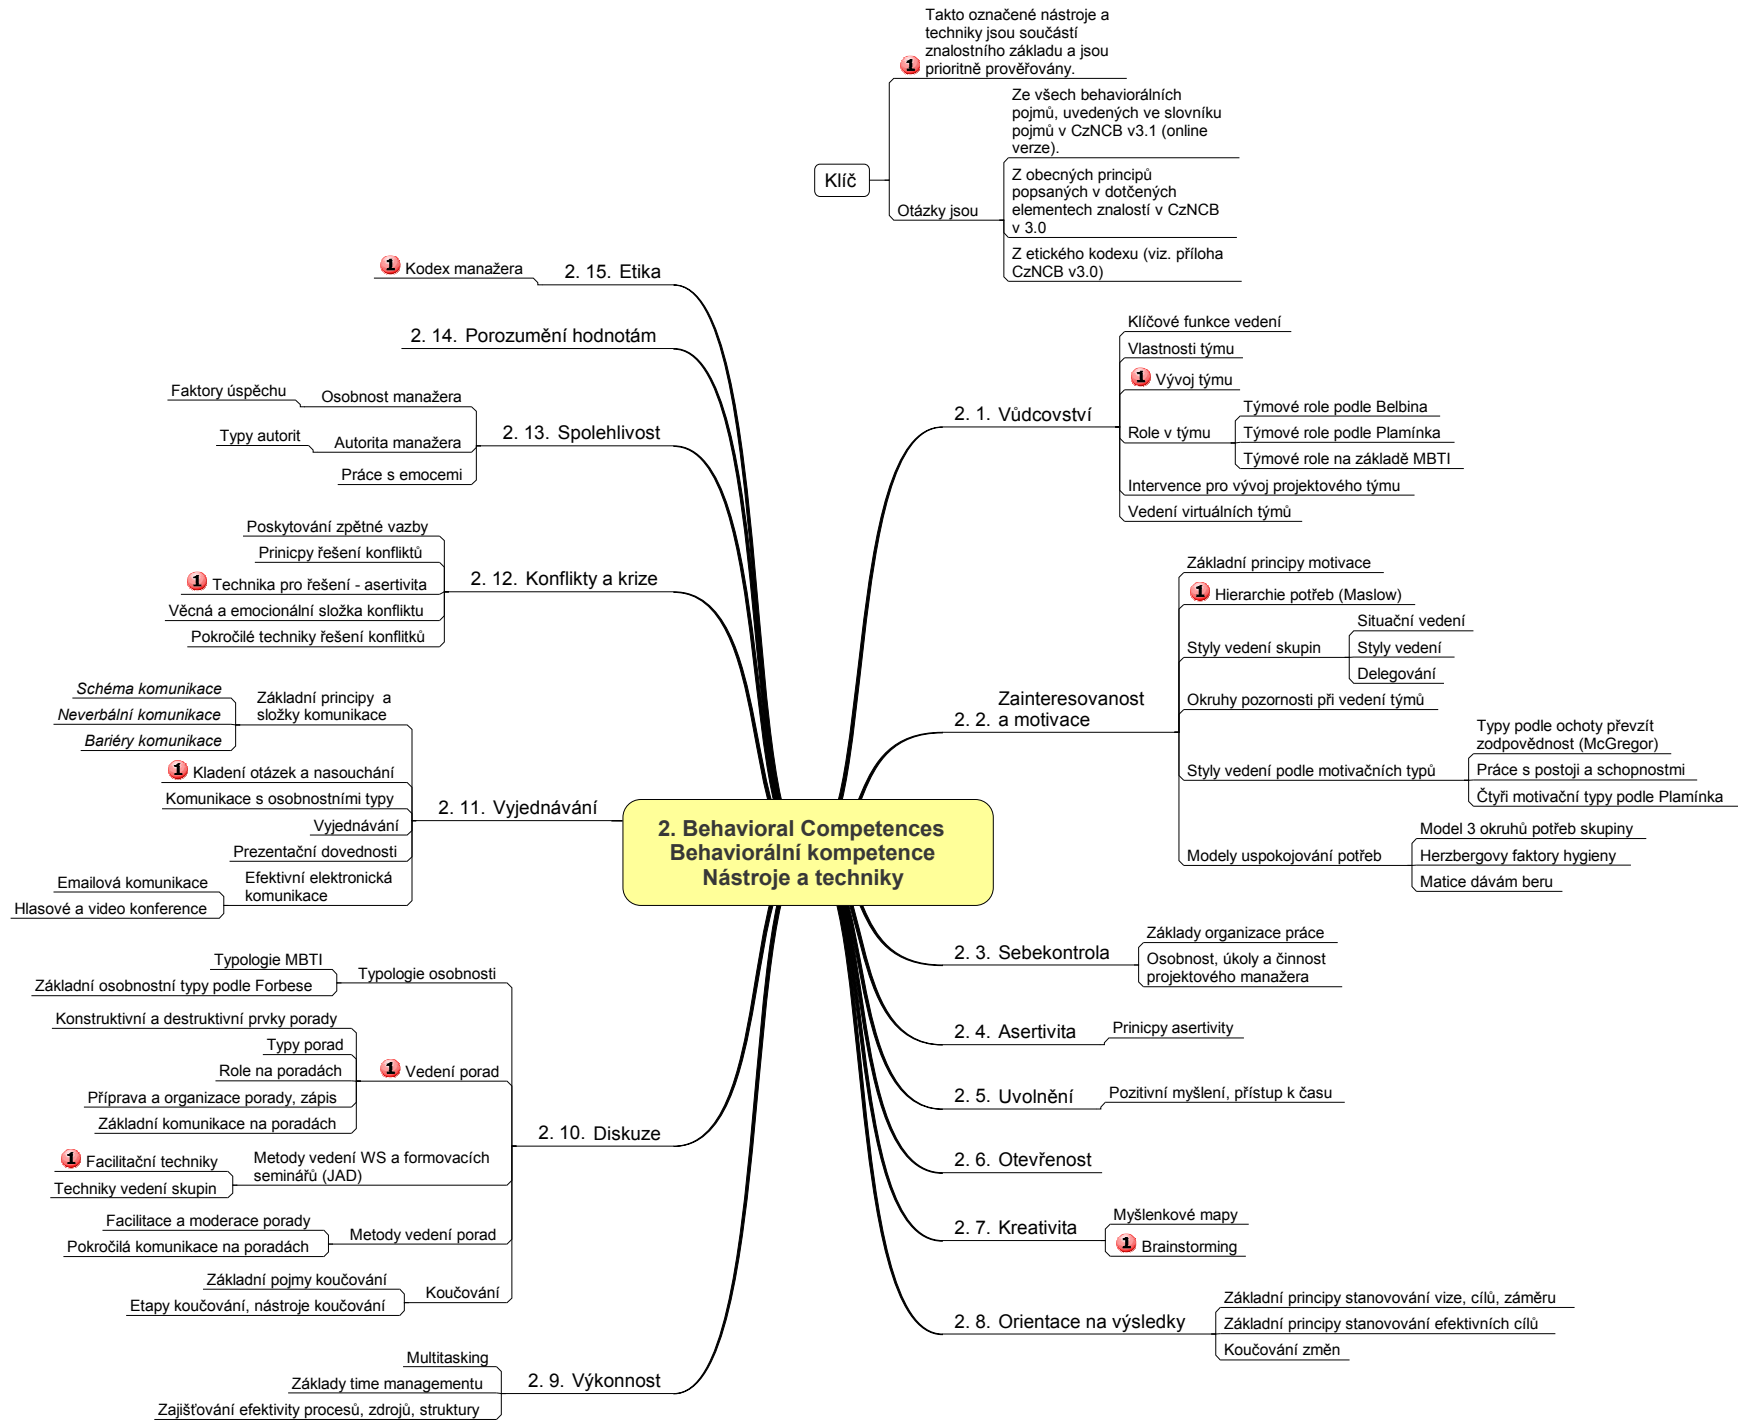 Takto označené nástroje a
techniky jsou součástí
znalostního základu a jsou
1 prioritně prověřovány.
Klíč
Otázky jsou
Ze všech behaviorálních
pojmů, uvedených ve slovníku
pojmů v CzNCB v3.1 (online
verze).
Z obecných principů
popsaných v dotčených
elementech znalostí v CzNCB
v 3.0
Z etického kodexu (viz. příloha
CzNCB v3.0)
2. Behavioral Competences
Behaviorální kompetence
Nástroje a techniky
2. 1. Vůdcovství
Klíčové funkce vedení
Vlastnosti týmu
1 Vývoj týmu
Role v týmu
Týmové role podle Belbina
Týmové role podle Plamínka
Týmové role na základě MBTI
Intervence pro vývoj projektového týmu
Vedení virtuálních týmů
Zainteresovanost
2. 2. a motivace
Základní principy motivace
1 Hierarchie potřeb (Maslow)
Styly vedení skupin
Situační vedení
Styly vedení
Delegování
Okruhy pozornosti při vedení týmů
Styly vedení podle motivačních typů
Typy podle ochoty převzít
zodpovědnost (McGregor)
Práce s postoji a schopnostmi
Čtyři motivační typy podle Plamínka
Modely uspokojování potřeb
Model 3 okruhů potřeb skupiny
Herzbergovy faktory hygieny
Matice dávám beru
2. 3. Sebekontrola
Základy organizace práce
Osobnost, úkoly a činnost
projektového manažera
2. 4. Asertivita
Prinicpy asertivity
2. 5. Uvolnění
Pozitivní myšlení, přístup k času
2. 6. Otevřenost
2. 7. Kreativita
Myšlenkové mapy
1 Brainstorming
2. 8. Orientace na výsledky
Základní principy stanovování vize, cílů, záměru
Základní principy stanovování efektivních cílů
Koučování změn
2. 9. Výkonnost
Multitasking
Základy time managementu
Zajišťování efektivity procesů, zdrojů, struktury
2. 10. Diskuze
Typologie osobnosti
Typologie MBTI
Základní osobnostní typy podle Forbese
1 Vedení porad
Konstruktivní a destruktivní prvky porady
Typy porad
Role na poradách
Příprava a organizace porady, zápis
Základní komunikace na poradách
Metody vedení WS a formovacích
seminářů (JAD)
1 Facilitační techniky
Techniky vedení skupin
Metody vedení porad
Facilitace a moderace porady
Pokročilá komunikace na poradách
Koučování
Základní pojmy koučování
Etapy koučování, nástroje koučování
2. 11. Vyjednávání
Základní principy a
složky komunikace
Schéma komunikace
Neverbální komunikace
Bariéry komunikace
1 Kladení otázek a nasouchání
Komunikace s osobnostními typy
Vyjednávání
Prezentační dovednosti
Efektivní elektronická
komunikace
Emailová komunikace
Hlasové a video konference
2. 12. Konflikty a krize
Poskytování zpětné vazby
Prinicpy řešení konfliktů
1 Technika pro řešení - asertivita
Věcná a emocionální složka konfliktu
Pokročilé techniky řešení konflitků
2. 13. Spolehlivost
Osobnost manažera
Faktory úspěchu
Autorita manažera
Typy autorit
Práce s emocemi
2. 14. Porozumění hodnotám
2. 15. Etika
1 Kodex manažera